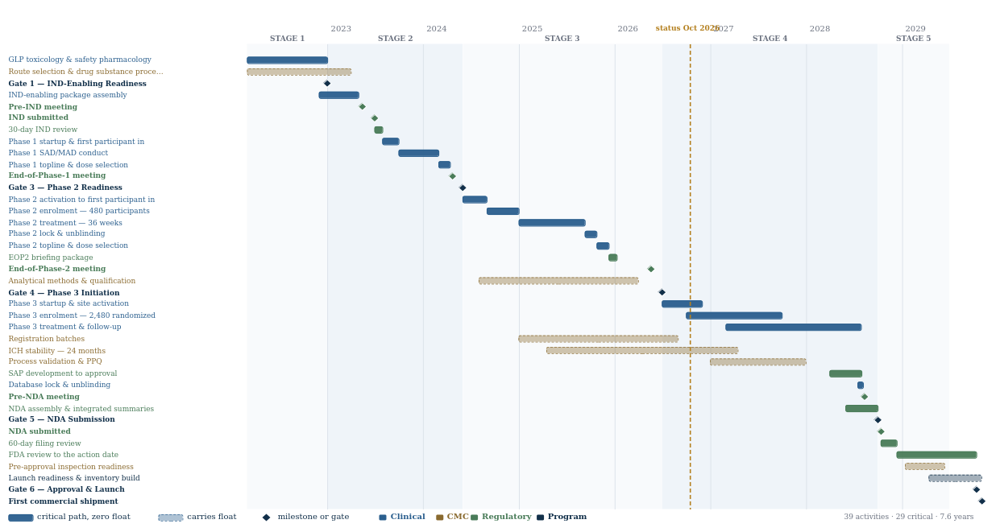 2023 2024 2025 2026 status Oct 2026 2027 2028 2029
STAGE 1 STAGE 2 STAGE 3 STAGE 4 STAGE 5
GLP toxicology & safety pharmacology
Route selection & drug substance proce...
Gate 1 — IND-Enabling Readiness
IND-enabling package assembly
Pre-IND meeting
IND submitted
30-day IND review
Phase 1 startup & first participant in
Phase 1 SAD/MAD conduct
Phase 1 topline & dose selection
End-of-Phase-1 meeting
Gate 3 — Phase 2 Readiness
Phase 2 activation to first participant in
Phase 2 enrolment — 480 participants
Phase 2 treatment — 36 weeks
Phase 2 lock & unblinding
Phase 2 topline & dose selection
EOP2 briefing package
End-of-Phase-2 meeting
Analytical methods & qualification
Gate 4 — Phase 3 Initiation
Phase 3 startup & site activation
Phase 3 enrolment — 2,480 randomized
Phase 3 treatment & follow-up
Registration batches
ICH stability — 24 months
Process validation & PPQ
SAP development to approval
Database lock & unblinding
Pre-NDA meeting
NDA assembly & integrated summaries
Gate 5 — NDA Submission
NDA submitted
60-day filing review
FDA review to the action date
Pre-approval inspection readiness
Launch readiness & inventory build
Gate 6 — Approval & Launch
First commercial shipment
critical path, zero float carries float milestone or gate Clinical CMC Regulatory Program 39 activities · 29 critical · 7.6 years